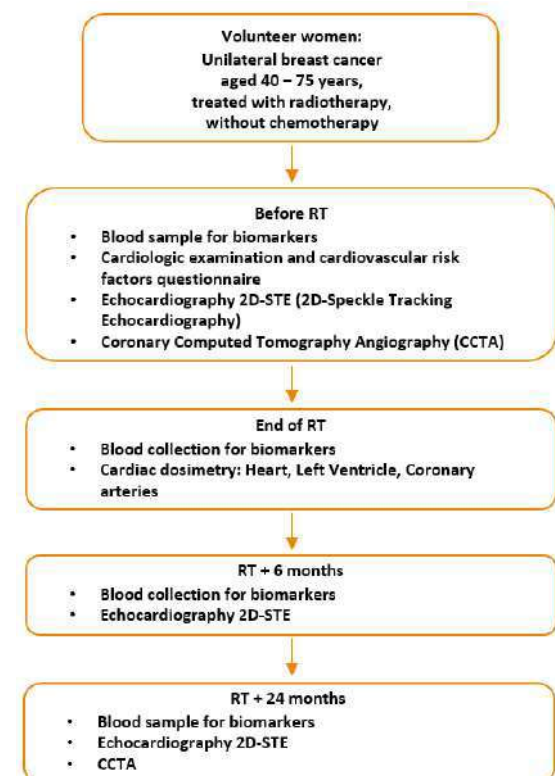 Volunteer women:
Unilateral breast cancer
aged 40 – 75 years,
treated with radiotherapy,
without chemotherapy
Before RT
• Blood sample for biomarkers
• Cardiologic examination and cardiovascular risk
factors questionnaire
• Echocardiography 2D-STE (2D-Speckle Tracking
Echocardiography)
• Coronary Computed Tomography Angiography (CCTA)
End of RT
• Blood collection for biomarkers
• Cardiac dosimetry: Heart, Left Ventricle, Coronary
arteries
RT + 6 months
• Blood collection for biomarkers
• Echocardiography 2D-STE
RT + 24 months
• Blood sample for biomarkers
• Echocardiography 2D-STE
• CCTA